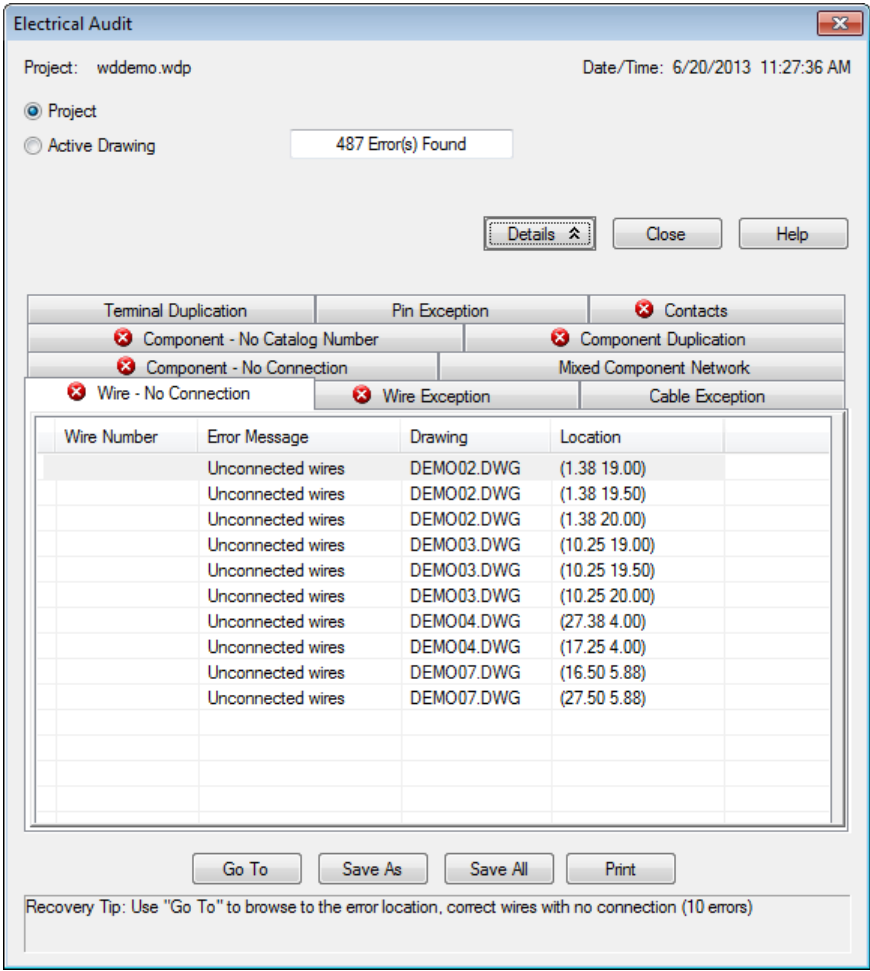 Electrical Audit
Project: wddemo.wdp Date/Time: 6/20/2013 11:27:36 AM
Project
Active Drawing 487 Error(s) Found
Details Close Help
Terminal Duplication Pin Exception Contacts
Component - No Catalog Number Component Duplication
Component - No Connection Mixed Component Network
Wire - No Connection Wire Exception Cable Exception
Wire Number Error Message Drawing Location
Unconnected wires DEMO02.DWG (1.38 19.00)
Unconnected wires DEMO02.DWG (1.38 19.50)
Unconnected wires DEMO02.DWG (1.38 20.00)
Unconnected wires DEMO03.DWG (10.25 19.00)
Unconnected wires DEMO03.DWG (10.25 19.50)
Unconnected wires DEMO03.DWG (10.25 20.00)
Unconnected wires DEMO04.DWG (27.38 4.00)
Unconnected wires DEMO04.DWG (17.25 4.00)
Unconnected wires DEMO07.DWG (16.50 5.88)
Unconnected wires DEMO07.DWG (27.50 5.88)
Go To Save As Save All Print
Recovery Tip: Use "Go To" to browse to the error location, correct wires with no connection (10 errors)